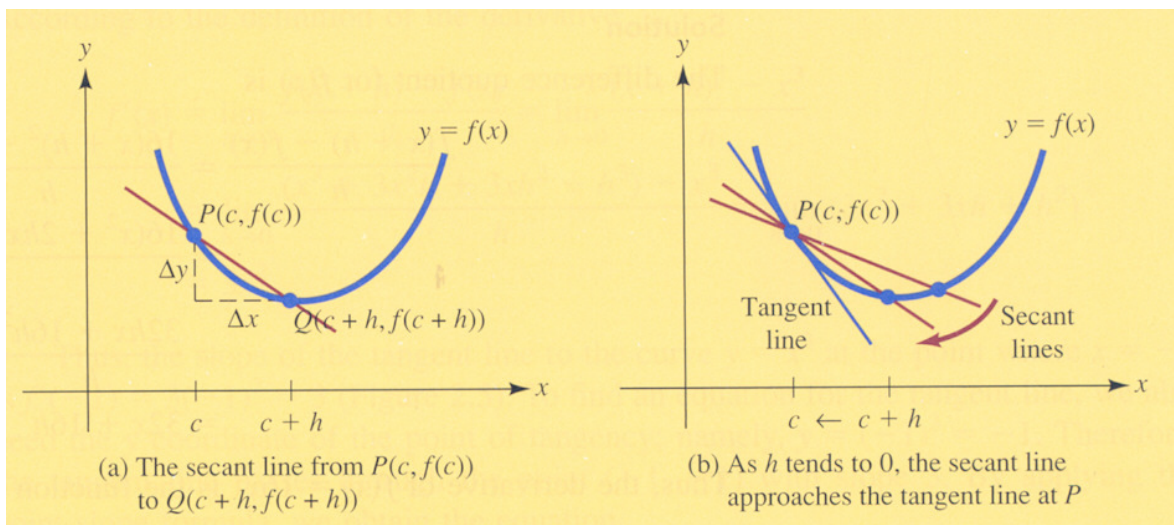 y
y = f(x)
P(c, f(c))
Δy
Δx
Q(c + h, f(c + h))
x
c
c + h
(a) The secant line from P(c, f(c))
to Q(c + h, f(c + h))
y
y = f(x)
P(c, f(c))
Tangent
line
Secant
lines
x
c ← c + h
(b) As h tends to 0, the secant line
approaches the tangent line at P